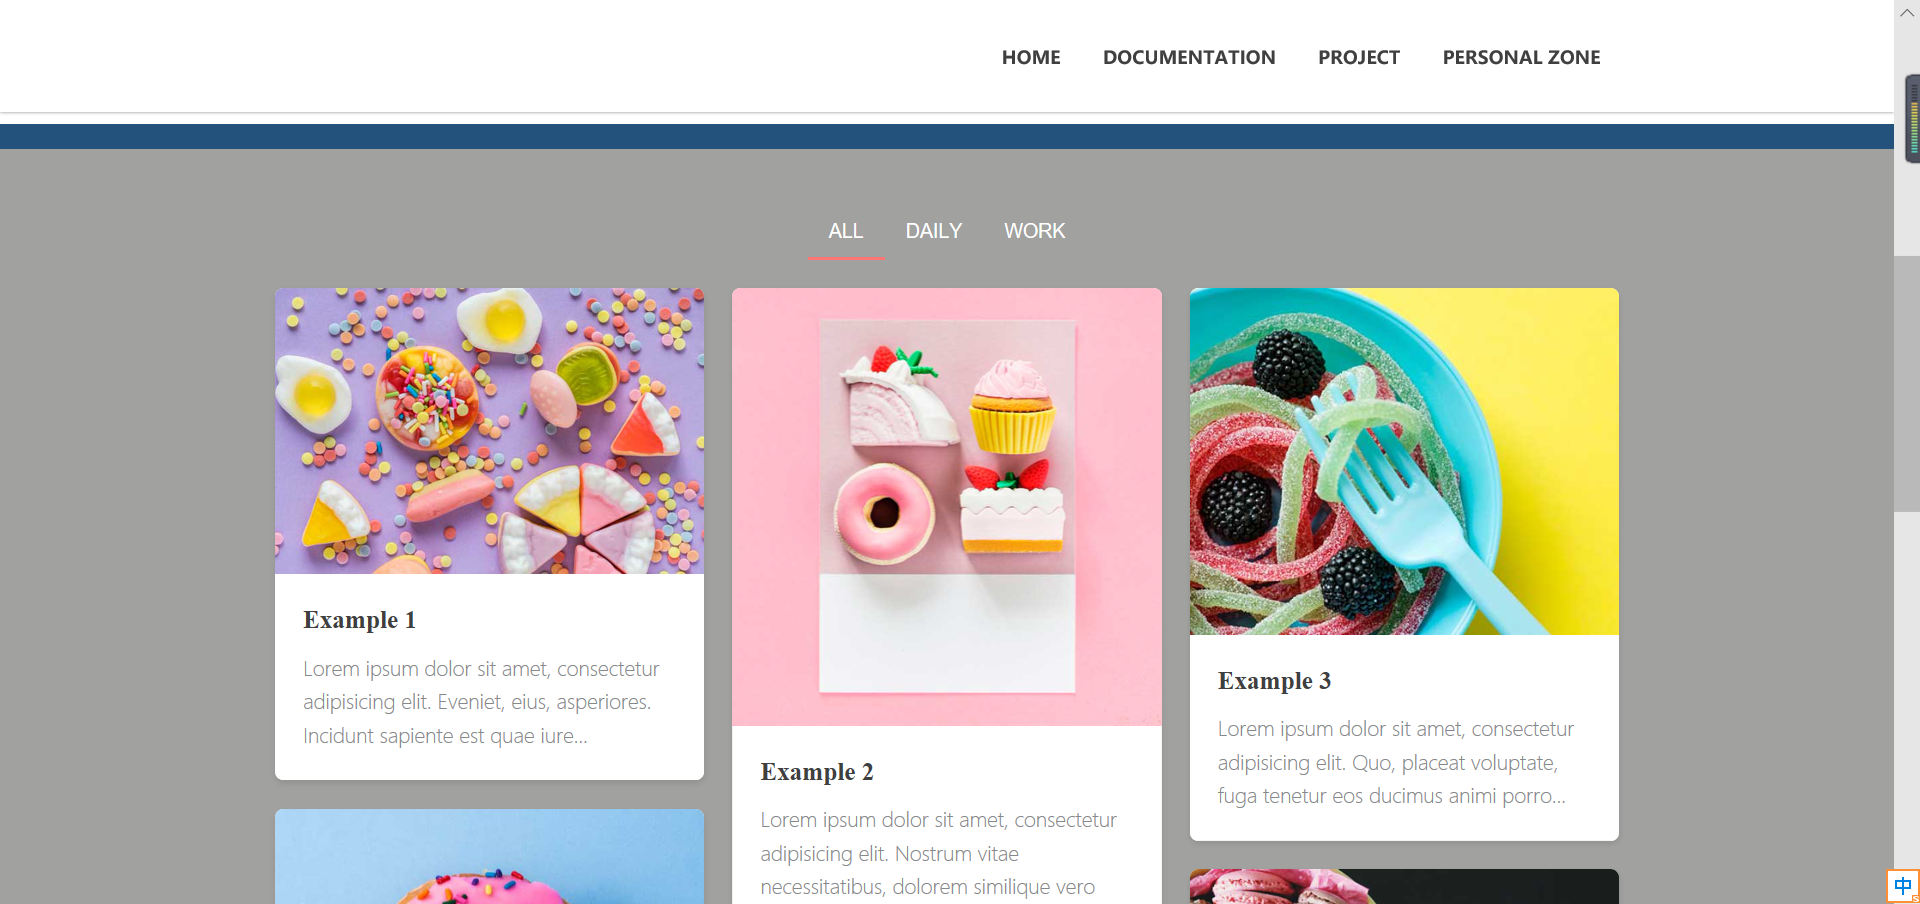 HOME DOCUMENTATION PROJECT PERSONAL ZONE
ALL DAILY WORK
Example 1
Lorem ipsum dolor sit amet, consectetur
adipisicing elit. Eveniet, eius, asperiores.
Incidunt sapiente est quae iure...
Example 2
Lorem ipsum dolor sit amet, consectetur
adipisicing elit. Nostrum vitae
necessitatibus, dolorem similique vero
Example 3
Lorem ipsum dolor sit amet, consectetur
adipisicing elit. Quo, placeat voluptate,
fuga tenetur eos ducimus animi porro...
中